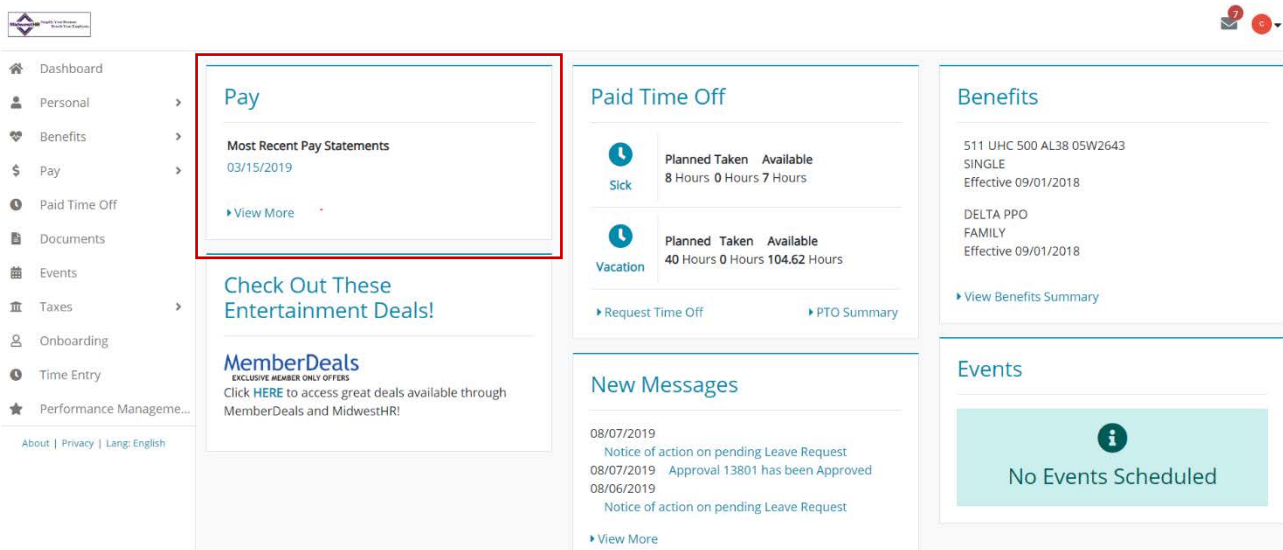 MidwestHR
7
C
Dashboard
Personal
Benefits
Pay
Paid Time Off
Documents
Events
Taxes
Onboarding
Time Entry
Performance Manageme...
About | Privacy | Lang: English
Pay
Most Recent Pay Statements
03/15/2019
View More
Check Out These
Entertainment Deals!
MemberDeals
EXCLUSIVE MEMBER ONLY OFFERS
Click HERE to access great deals available through
MemberDeals and MidwestHR!
Paid Time Off
Sick
Planned Taken Available
8 Hours 0 Hours 7 Hours
Vacation
Planned Taken Available
40 Hours 0 Hours 104.62 Hours
Request Time Off
PTO Summary
New Messages
08/07/2019
Notice of action on pending Leave Request
08/07/2019 Approval 13801 has been Approved
08/06/2019
Notice of action on pending Leave Request
View More
Benefits
511 UHC 500 AL38 05W2643
SINGLE
Effective 09/01/2018
DELTA PPO
FAMILY
Effective 09/01/2018
View Benefits Summary
Events
No Events Scheduled